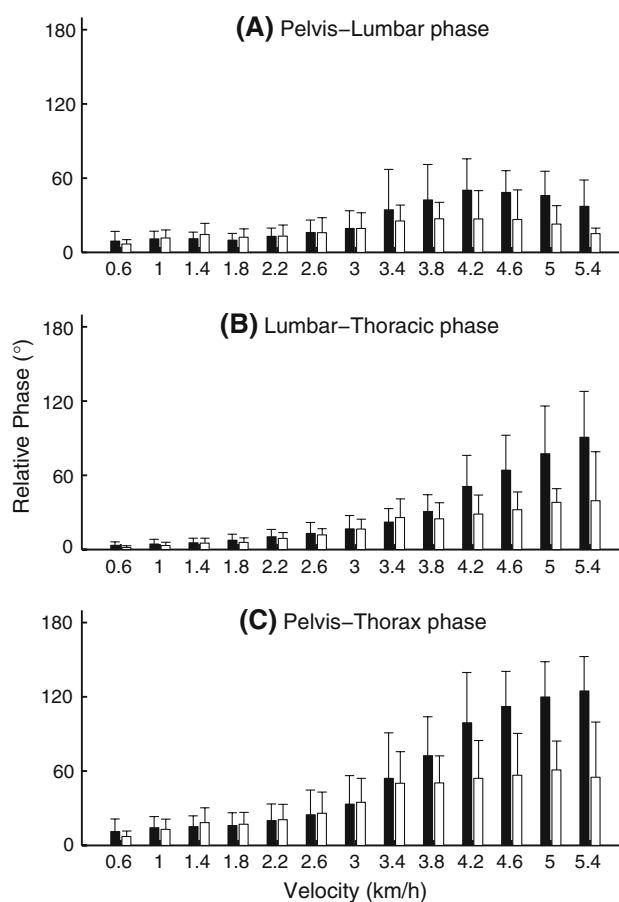 (A) Pelvis–Lumbar phase
180
120
60
0
0.6 1 1.4 1.8 2.2 2.6 3 3.4 3.8 4.2 4.6 5 5.4
(B) Lumbar–Thoracic phase
180
120
60
0
0.6 1 1.4 1.8 2.2 2.6 3 3.4 3.8 4.2 4.6 5 5.4
Relative Phase (°)
(C) Pelvis–Thorax phase
180
120
60
0
0.6 1 1.4 1.8 2.2 2.6 3 3.4 3.8 4.2 4.6 5 5.4
Velocity (km/h)